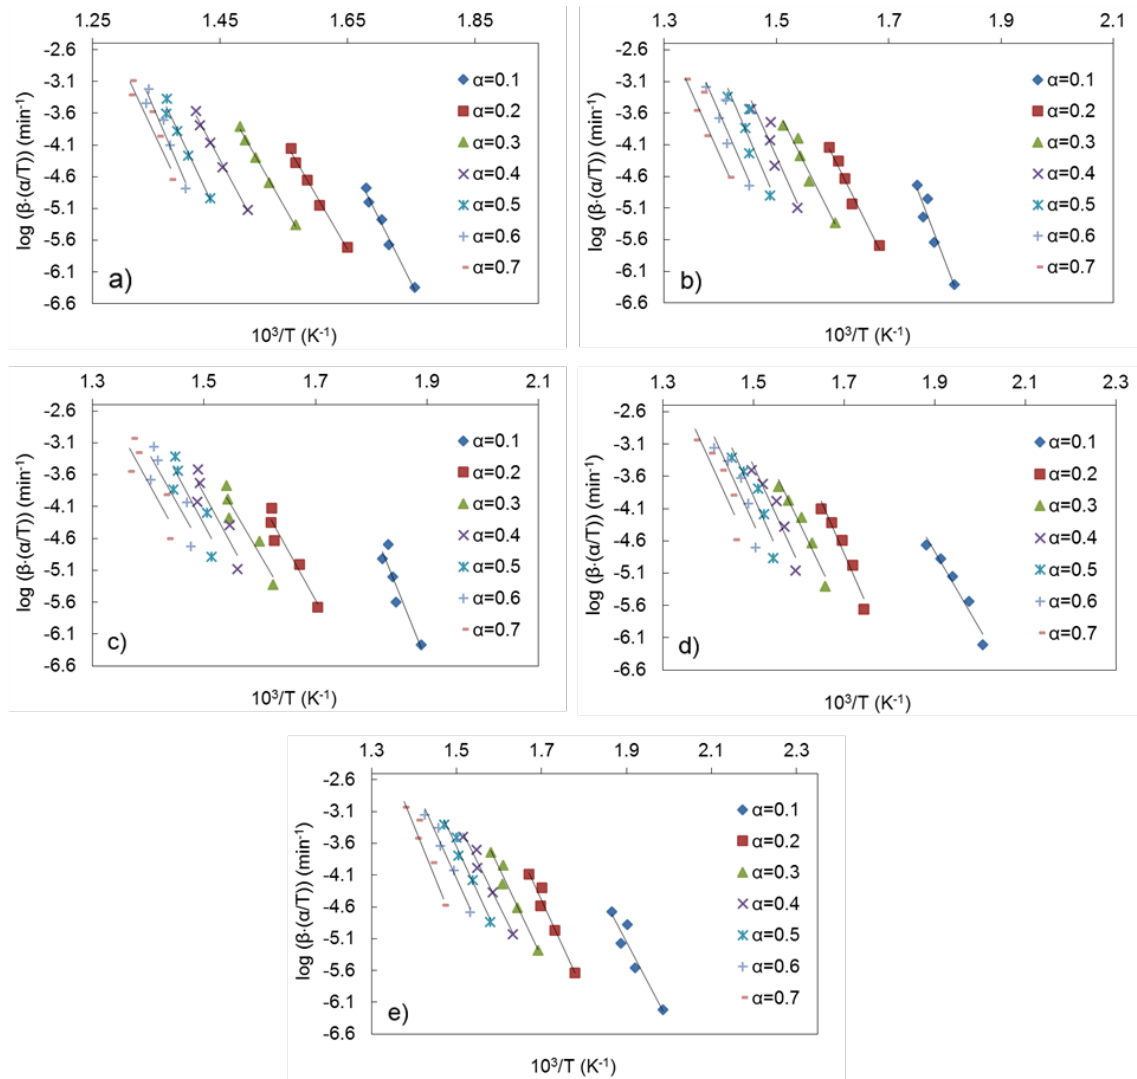 1.25 1.45 1.65 1.85
-2.6
-3.1
-3.6
-4.1
-4.6
-5.1
-5.6
-6.1
-6.6
log (β·(α/T)) (min⁻¹)
α=0.1
α=0.2
α=0.3
α=0.4
α=0.5
α=0.6
α=0.7
a)
10³/T (K⁻¹)
1.3 1.5 1.7 1.9 2.1
-2.6
-3.1
-3.6
-4.1
-4.6
-5.1
-5.6
-6.1
-6.6
log (β·(α/T)) (min⁻¹)
α=0.1
α=0.2
α=0.3
α=0.4
α=0.5
α=0.6
α=0.7
b)
10³/T (K⁻¹)
1.3 1.5 1.7 1.9 2.1
-2.6
-3.1
-3.6
-4.1
-4.6
-5.1
-5.6
-6.1
-6.6
log (β·(α/T)) (min⁻¹)
α=0.1
α=0.2
α=0.3
α=0.4
α=0.5
α=0.6
α=0.7
c)
10³/T (K⁻¹)
1.3 1.5 1.7 1.9 2.1 2.3
-2.6
-3.1
-3.6
-4.1
-4.6
-5.1
-5.6
-6.1
-6.6
log (β·(α/T)) (min⁻¹)
α=0.1
α=0.2
α=0.3
α=0.4
α=0.5
α=0.6
α=0.7
d)
10³/T (K⁻¹)
1.3 1.5 1.7 1.9 2.1 2.3
-2.6
-3.1
-3.6
-4.1
-4.6
-5.1
-5.6
-6.1
-6.6
log (β·(α/T)) (min⁻¹)
α=0.1
α=0.2
α=0.3
α=0.4
α=0.5
α=0.6
α=0.7
e)
10³/T (K⁻¹)